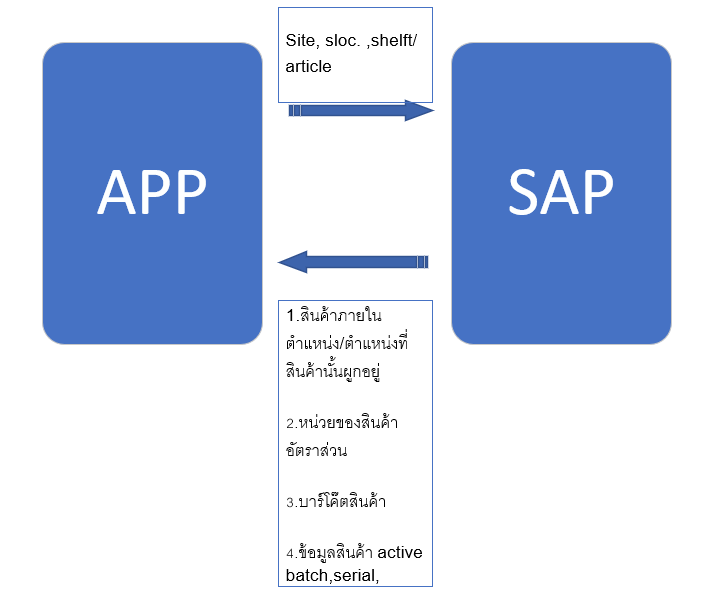 Site, sloc. ,shelft/
article
APP
SAP
1.สินค้าภายใน
ตำแหน่ง/ตำแหน่งที่
สินค้านั้นผูกอยู่
2.หน่วยของสินค้า
อัตราส่วน
3.บาร์โค๊ตสินค้า
4.ข้อมูลสินค้า active
batch,serial,